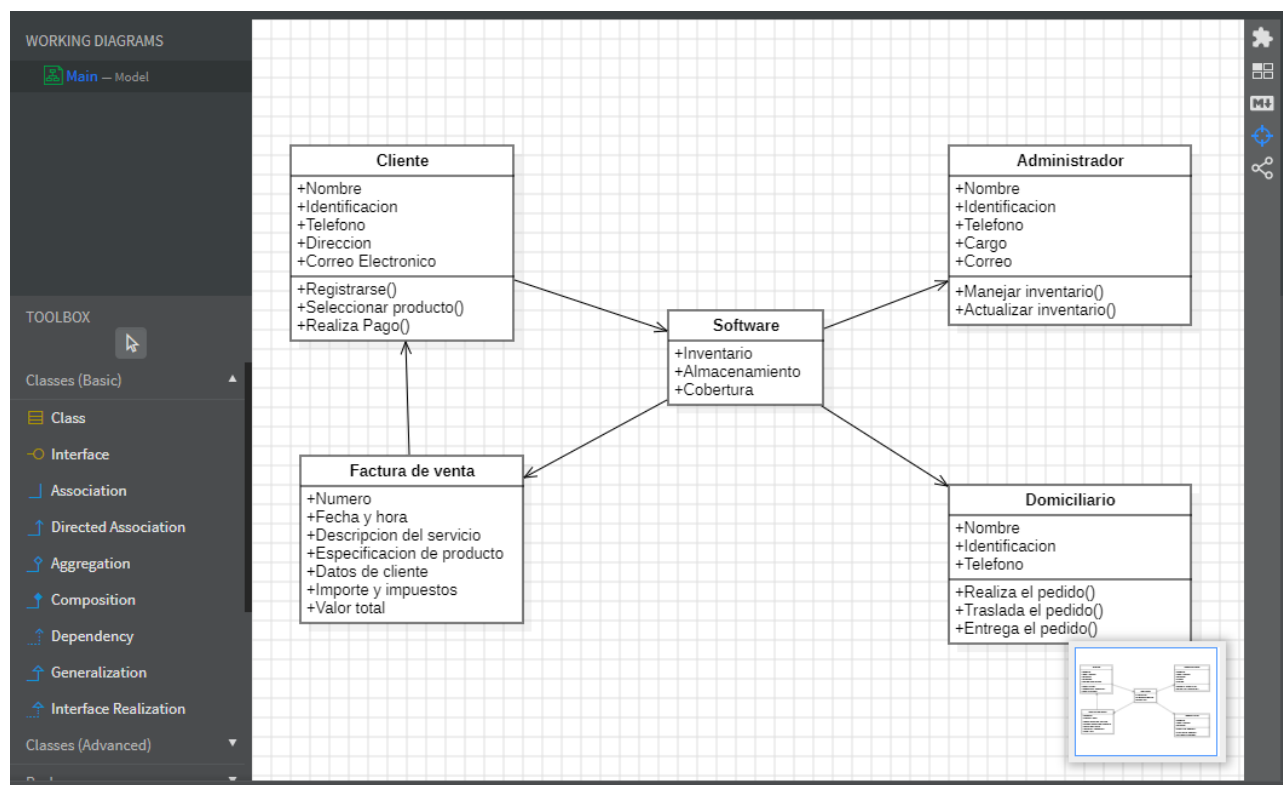 WORKING DIAGRAMS
Main — Model
TOOLBOX
Classes (Basic)
Class
Interface
Association
Directed Association
Aggregation
Composition
Dependency
Generalization
Interface Realization
Classes (Advanced)
Cliente
+Nombre
+Identificacion
+Telefono
+Direccion
+Correo Electronico
+Registrarse()
+Seleccionar producto()
+Realiza Pago()
Administrador
+Nombre
+Identificacion
+Telefono
+Cargo
+Correo
+Manejar inventario()
+Actualizar inventario()
Software
+Inventario
+Almacenamiento
+Cobertura
Factura de venta
+Numero
+Fecha y hora
+Descripcion del servicio
+Especificacion de producto
+Datos de cliente
+Importe y impuestos
+Valor total
Domiciliario
+Nombre
+Identificacion
+Telefono
+Realiza el pedido()
+Traslada el pedido()
+Entrega el pedido()
M